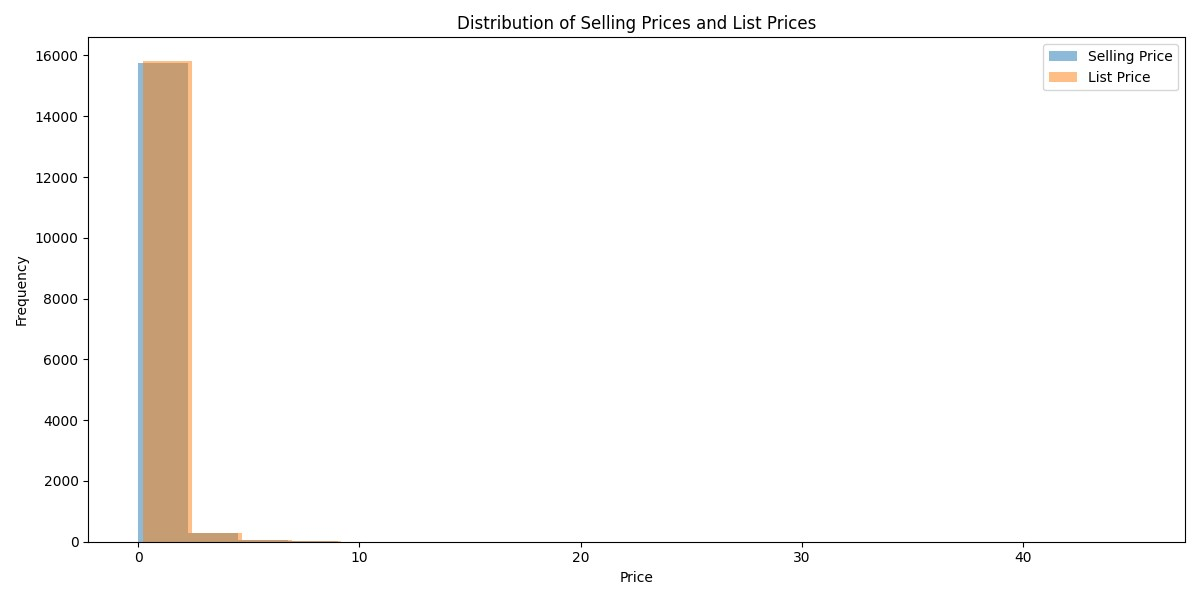 Distribution of Selling Prices and List Prices
Selling Price
List Price
16000
14000
12000
10000
8000
6000
4000
2000
0
Frequency
0 10 20 30 40
Price